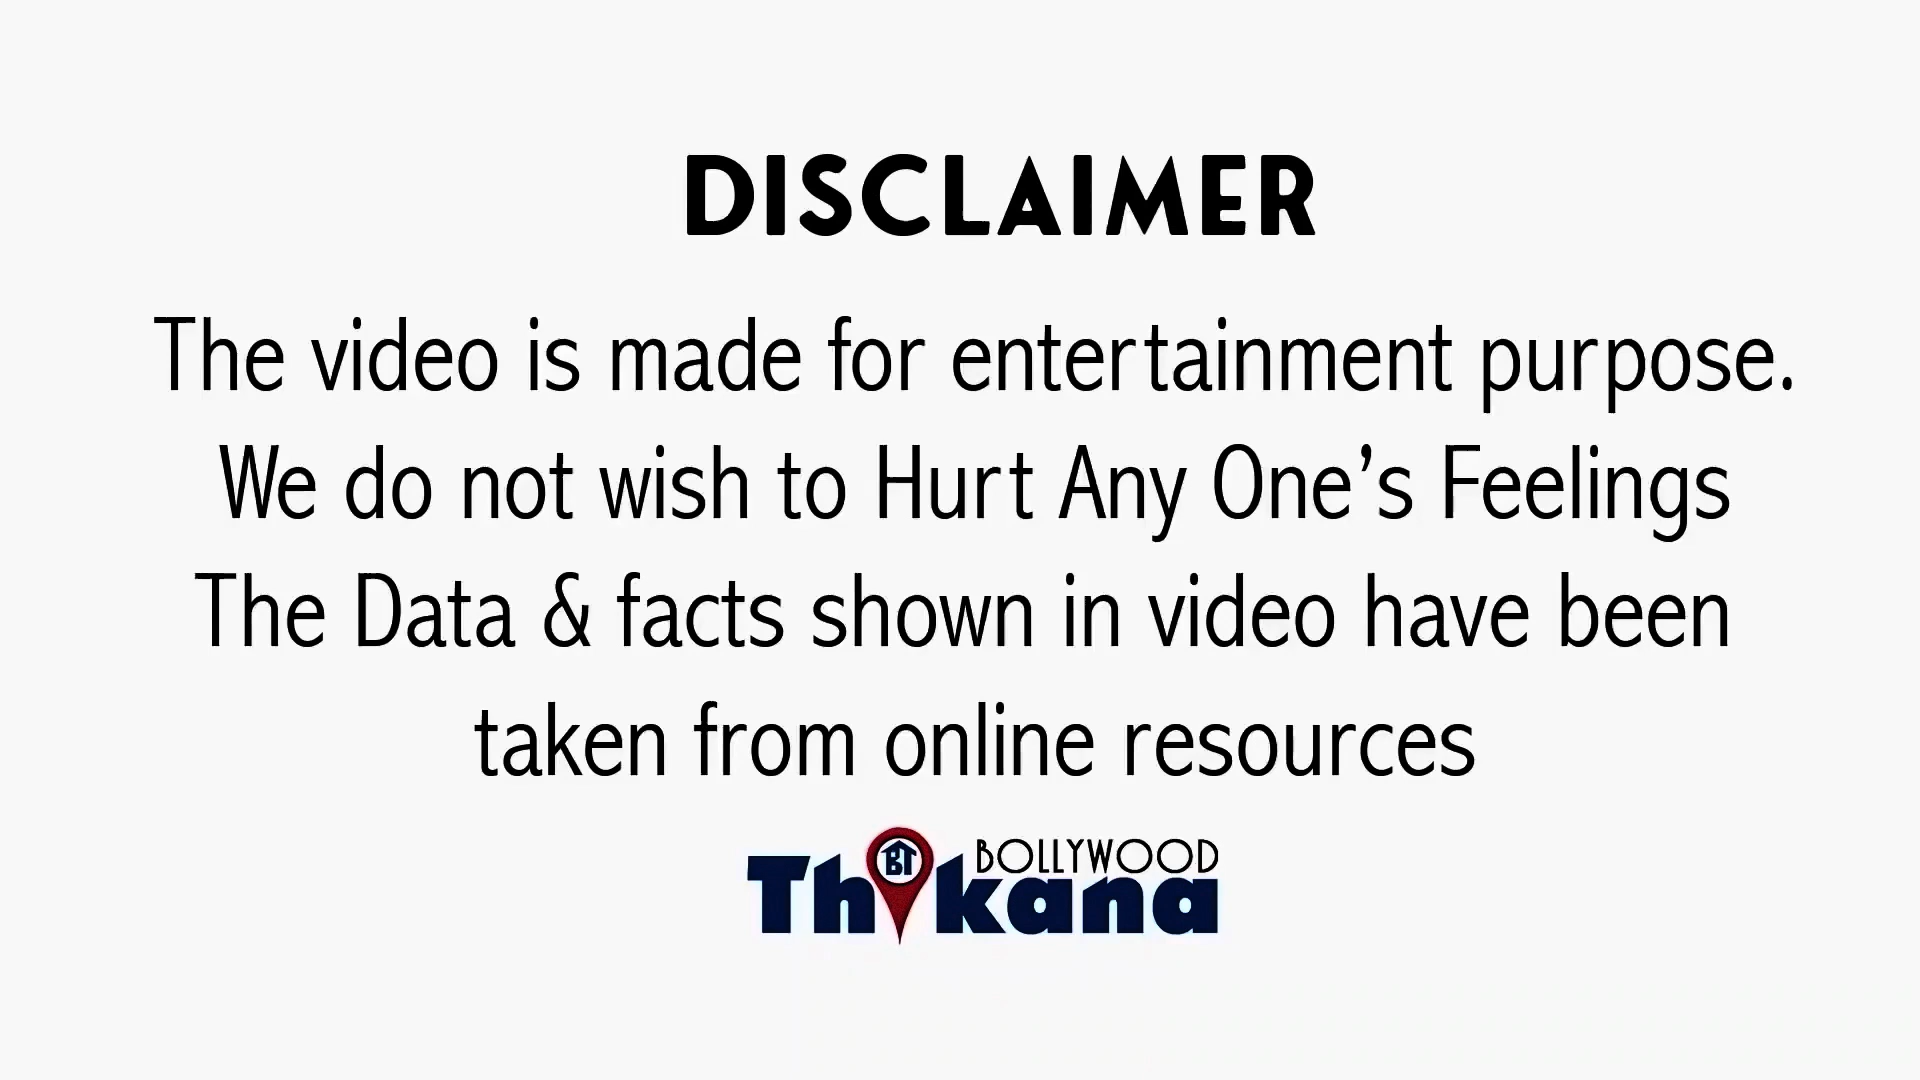 DISCLAIMER
The video is made for entertainment purpose.
We do not wish to Hurt Any One’s Feelings
The Data & facts shown in video have been
taken from online resources
BT
BOLLYWOOD
Thikana